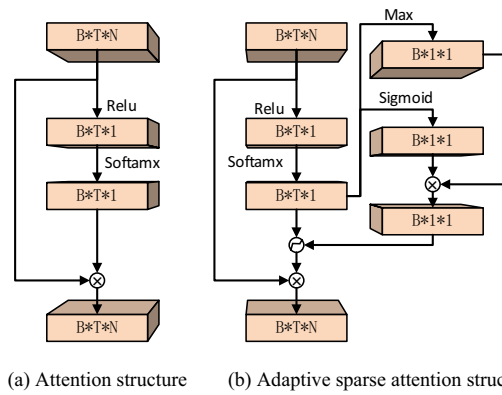 B*T*N
Relu
B*T*1
Softamx
B*T*1
B*T*N
(a) Attention structure
B*T*N
Relu
B*T*1
Softamx
B*T*1
B*T*N
Max
B*1*1
Sigmoid
B*1*1
B*1*1
(b) Adaptive sparse attention struc